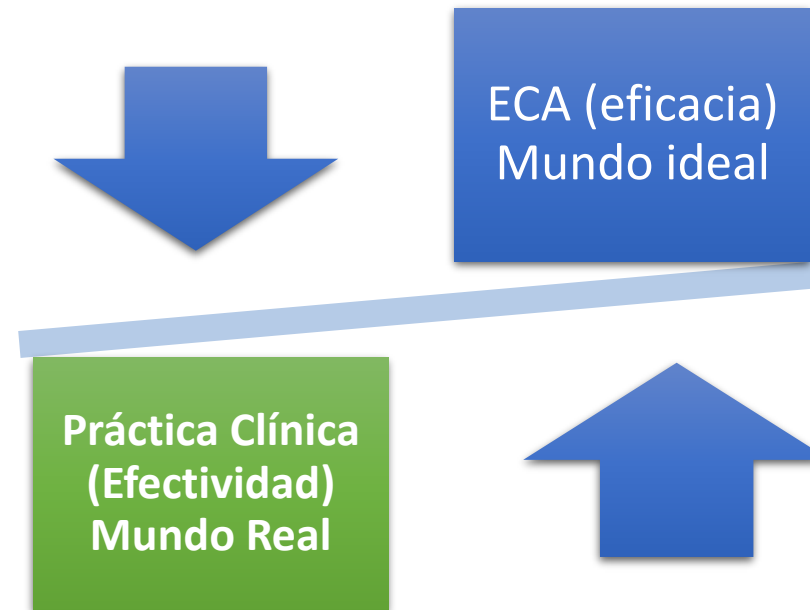 ECA (eficacia)
Mundo ideal
Práctica Clínica
(Efectividad)
Mundo Real